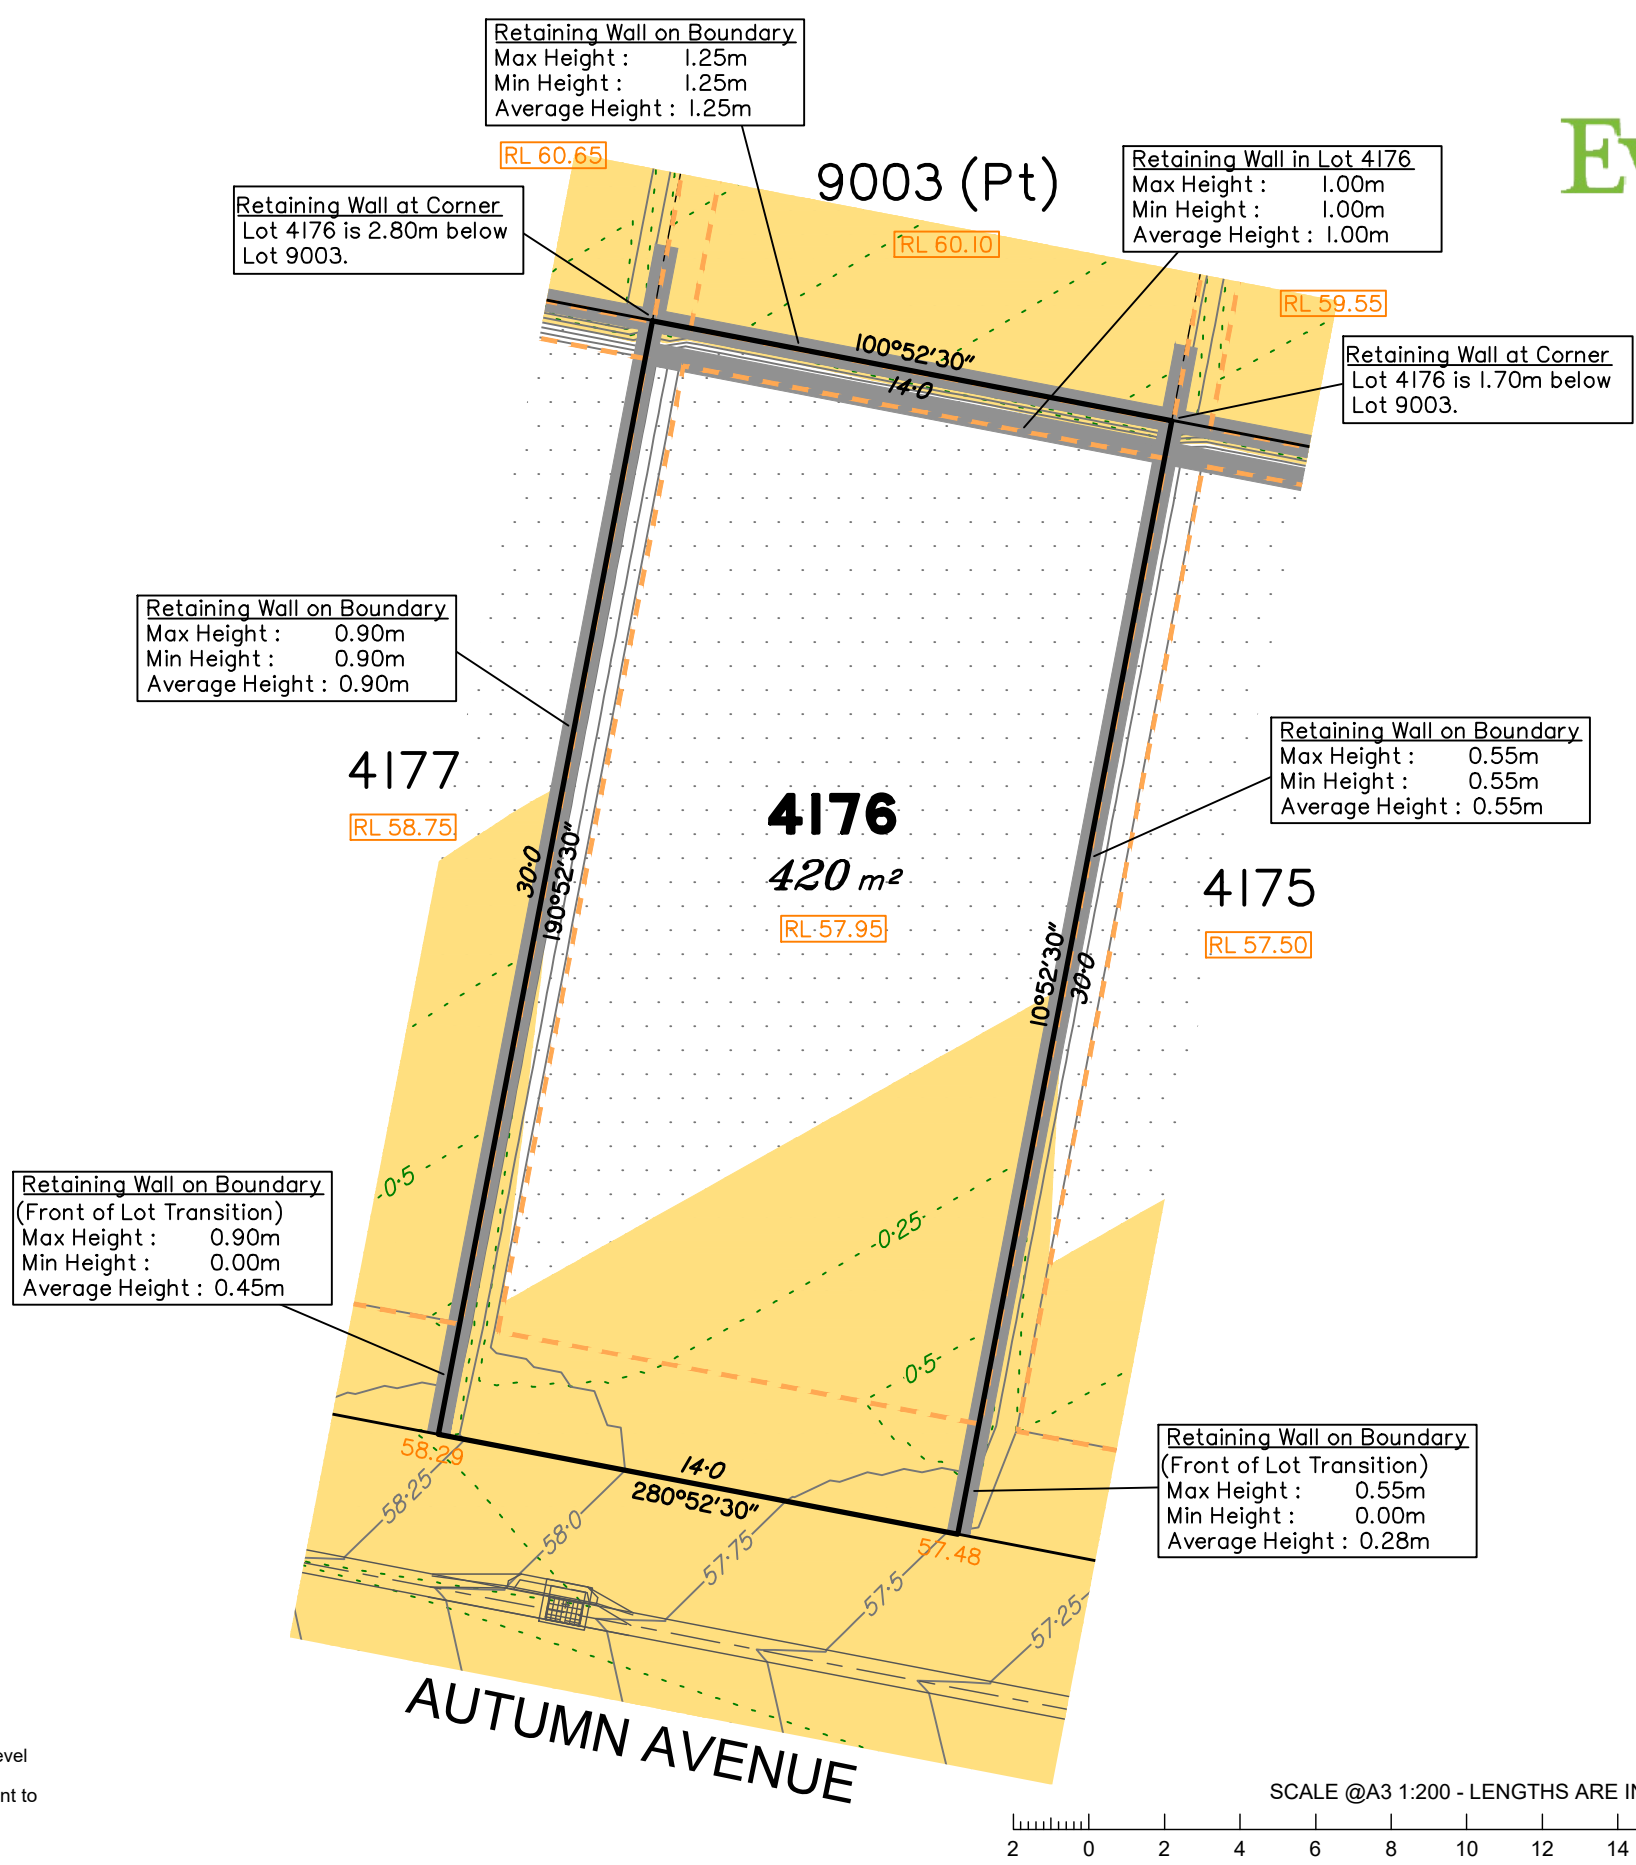 Retaining Wall on Boundary
Max Height : 1.25m
Min Height : 1.25m
Average Height : 1.25m
RL 60.65
9003 (Pt)
Retaining Wall in Lot 4176
Max Height : 1.00m
Min Height : 1.00m
Average Height : 1.00m
Retaining Wall at Corner
Lot 4176 is 2.80m below
Lot 9003.
RL 60.10
RL 59.55
Retaining Wall at Corner
Lot 4176 is 1.70m below
Lot 9003.
100°52'30"
14·0
Retaining Wall on Boundary
Max Height : 0.90m
Min Height : 0.90m
Average Height : 0.90m
Retaining Wall on Boundary
Max Height : 0.55m
Min Height : 0.55m
Average Height : 0.55m
4177
RL 58.75
4176
420 m²
RL 57.95
4175
RL 57.50
30·0
190°52'30"
10°52'30"
30·0
0·5
0·25
0·5
Retaining Wall on Boundary
(Front of Lot Transition)
Max Height : 0.90m
Min Height : 0.00m
Average Height : 0.45m
58.29
14·0
280°52'30"
57.48
Retaining Wall on Boundary
(Front of Lot Transition)
Max Height : 0.55m
Min Height : 0.00m
Average Height : 0.28m
58·25
58·0
57·75
57·5
57·25
AUTUMN AVENUE
SCALE @A3 1:200 - LENGTHS ARE IN
2 0 2 4 6 8 10 12 14